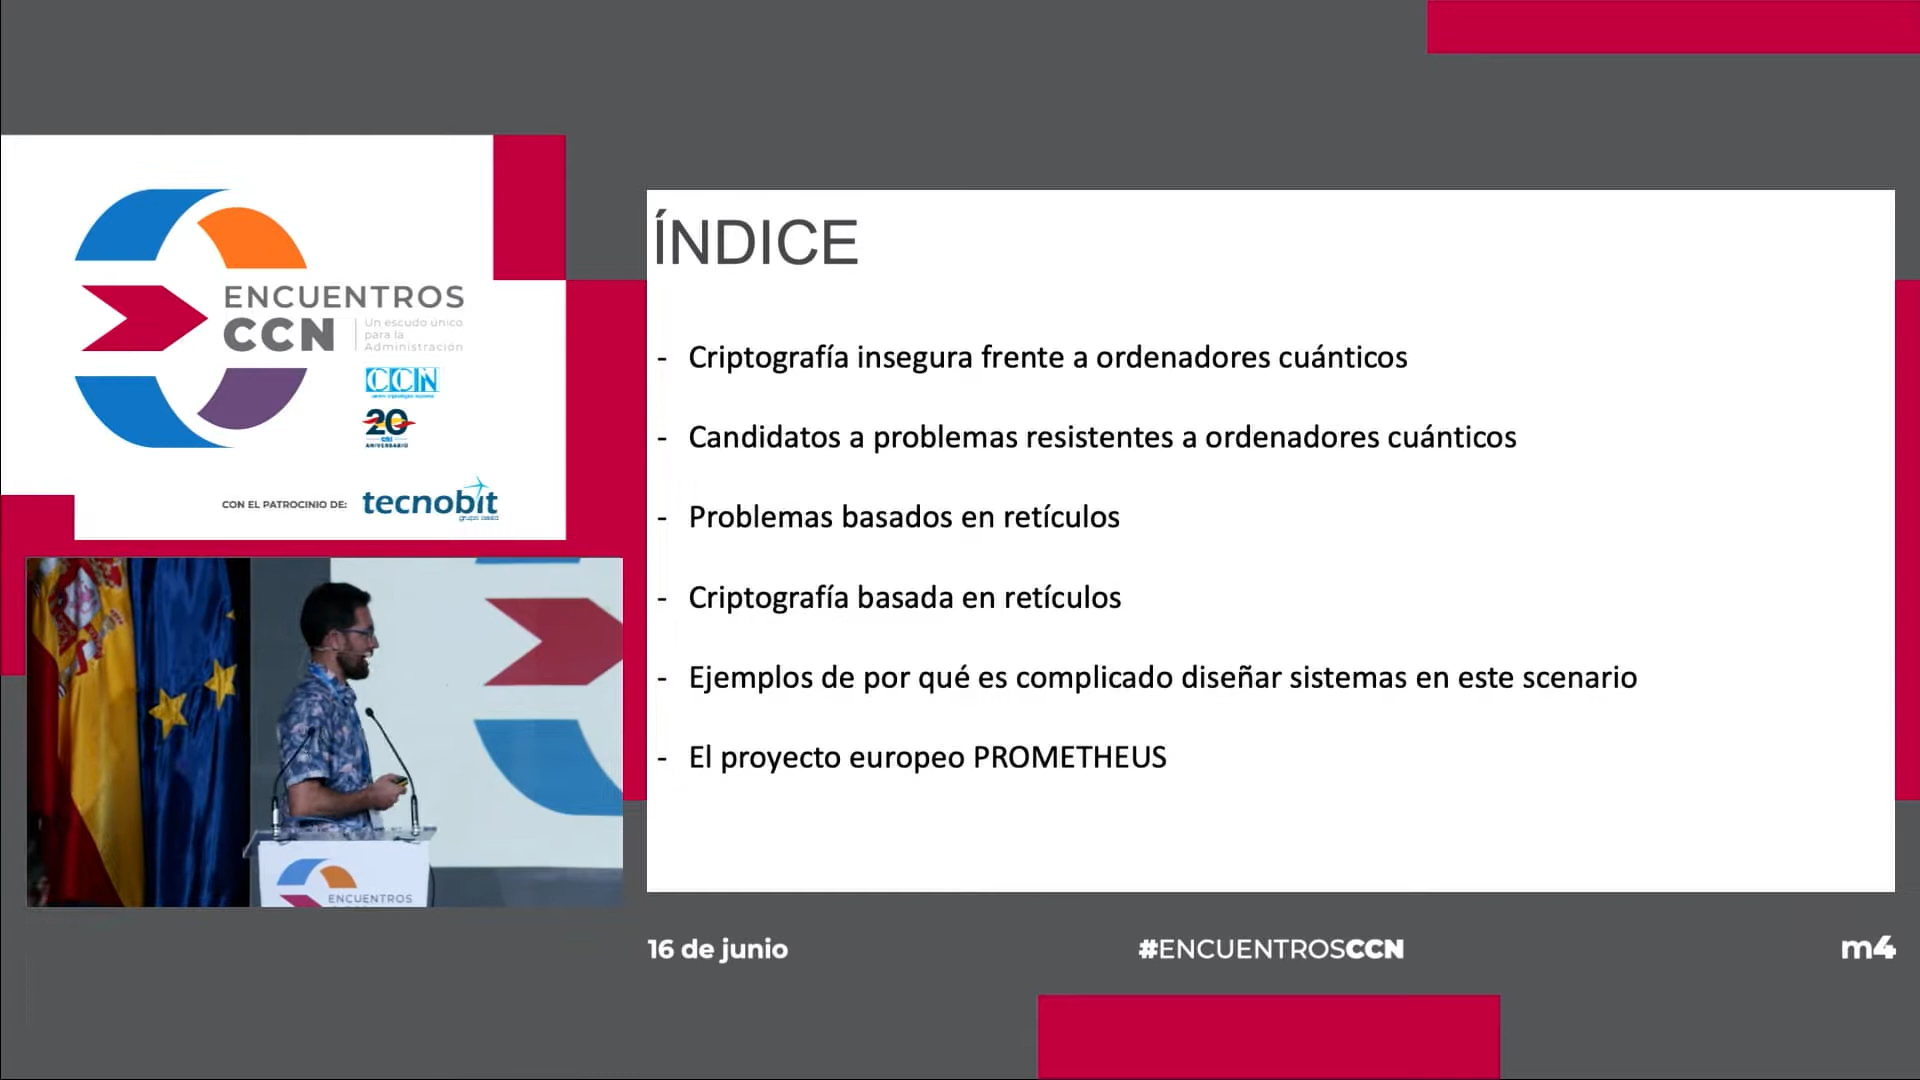 ENCUENTROS
CCN
Un escudo único
para la
Administración
CCN
20
ANIVERSARIO
CON EL PATROCINIO DE:
tecnobit
ÍNDICE
- Criptografía insegura frente a ordenadores cuánticos
- Candidatos a problemas resistentes a ordenadores cuánticos
- Problemas basados en retículos
- Criptografía basada en retículos
- Ejemplos de por qué es complicado diseñar sistemas en este scenario
- El proyecto europeo PROMETHEUS
ENCUENTROS
16 de junio
#ENCUENTROSCCN
m4